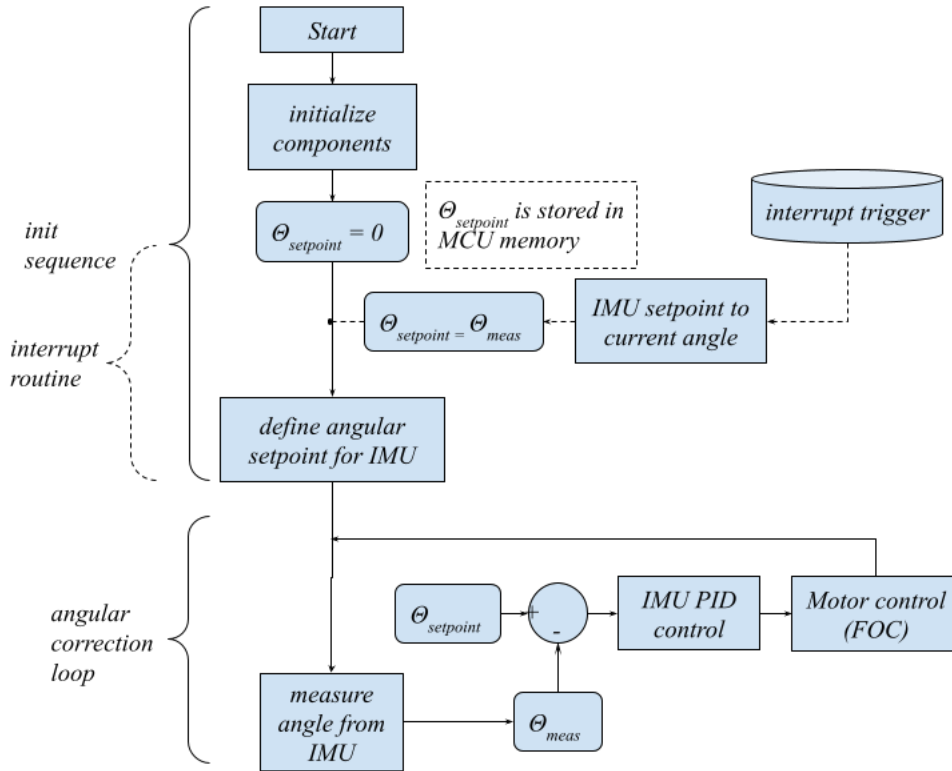 Start
initialize
components
Θsetpoint = 0
Θsetpoint is stored in
MCU memory
interrupt trigger
init
sequence
interrupt
routine
Θsetpoint = Θmeas
IMU setpoint to
current angle
define angular
setpoint for IMU
angular
correction
loop
Θsetpoint
+
-
IMU PID
control
Motor control
(FOC)
measure
angle from
IMU
Θmeas